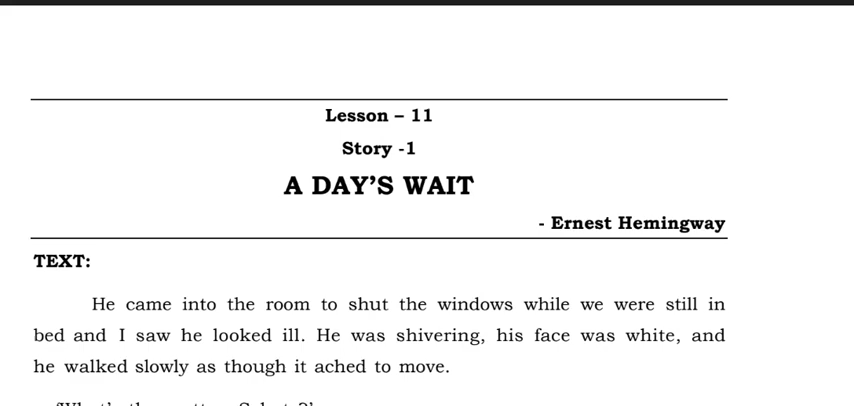 Lesson – 11
Story -1
A DAY’S WAIT
- Ernest Hemingway
TEXT:
He came into the room to shut the windows while we were still in
bed and I saw he looked ill. He was shivering, his face was white, and
he walked slowly as though it ached to move.